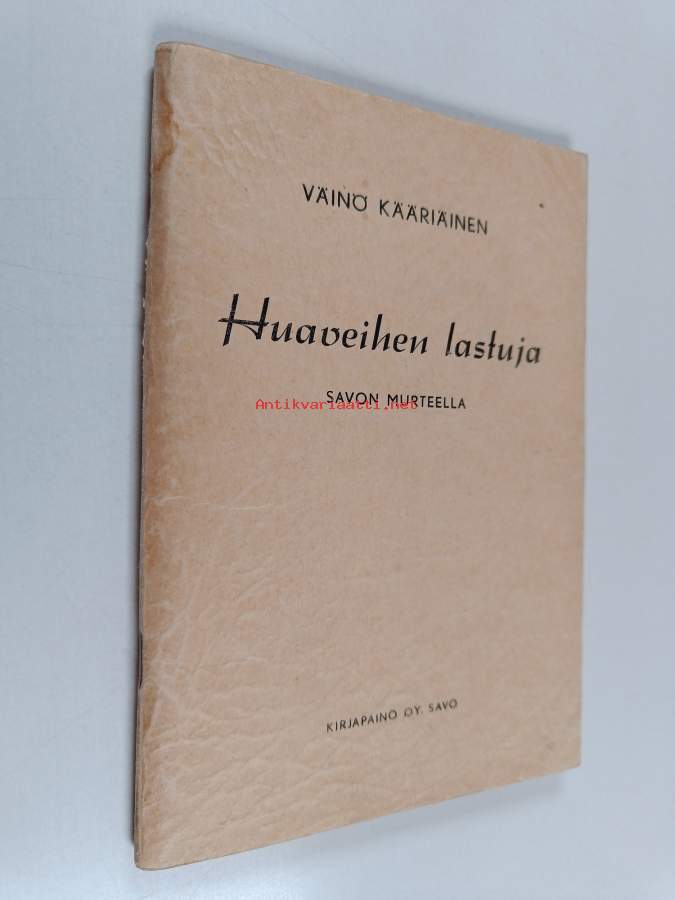 VÄINÖ KÄÄRIÄINEN
Huaveihen lastuja
SAVON MURTEELLA
Antikvariaatti.net
KIRJAPAINO OY. SAVO